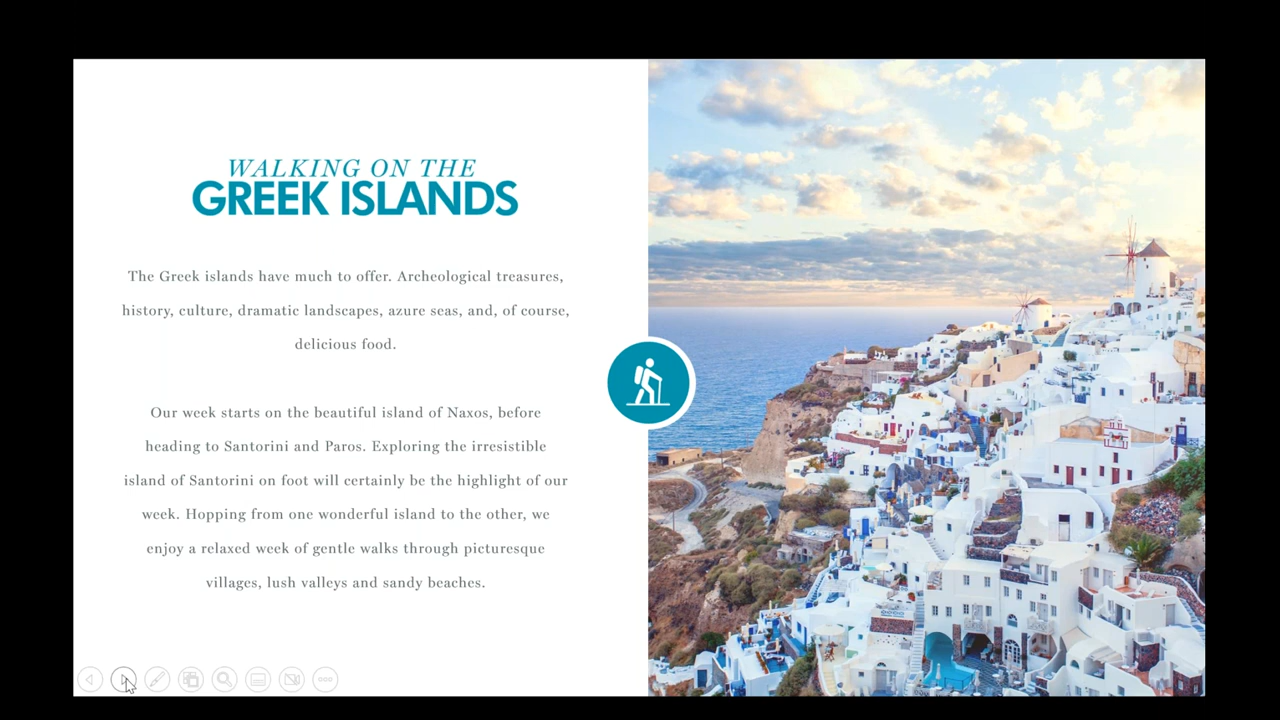 WALKING ON THE
GREEK ISLANDS
The Greek islands have much to offer. Archeological treasures,
history, culture, dramatic landscapes, azure seas, and, of course,
delicious food.
Our week starts on the beautiful island of Naxos, before
heading to Santorini and Paros. Exploring the irresistible
island of Santorini on foot will certainly be the highlight of our
week. Hopping from one wonderful island to the other, we
enjoy a relaxed week of gentle walks through picturesque
villages, lush valleys and sandy beaches.